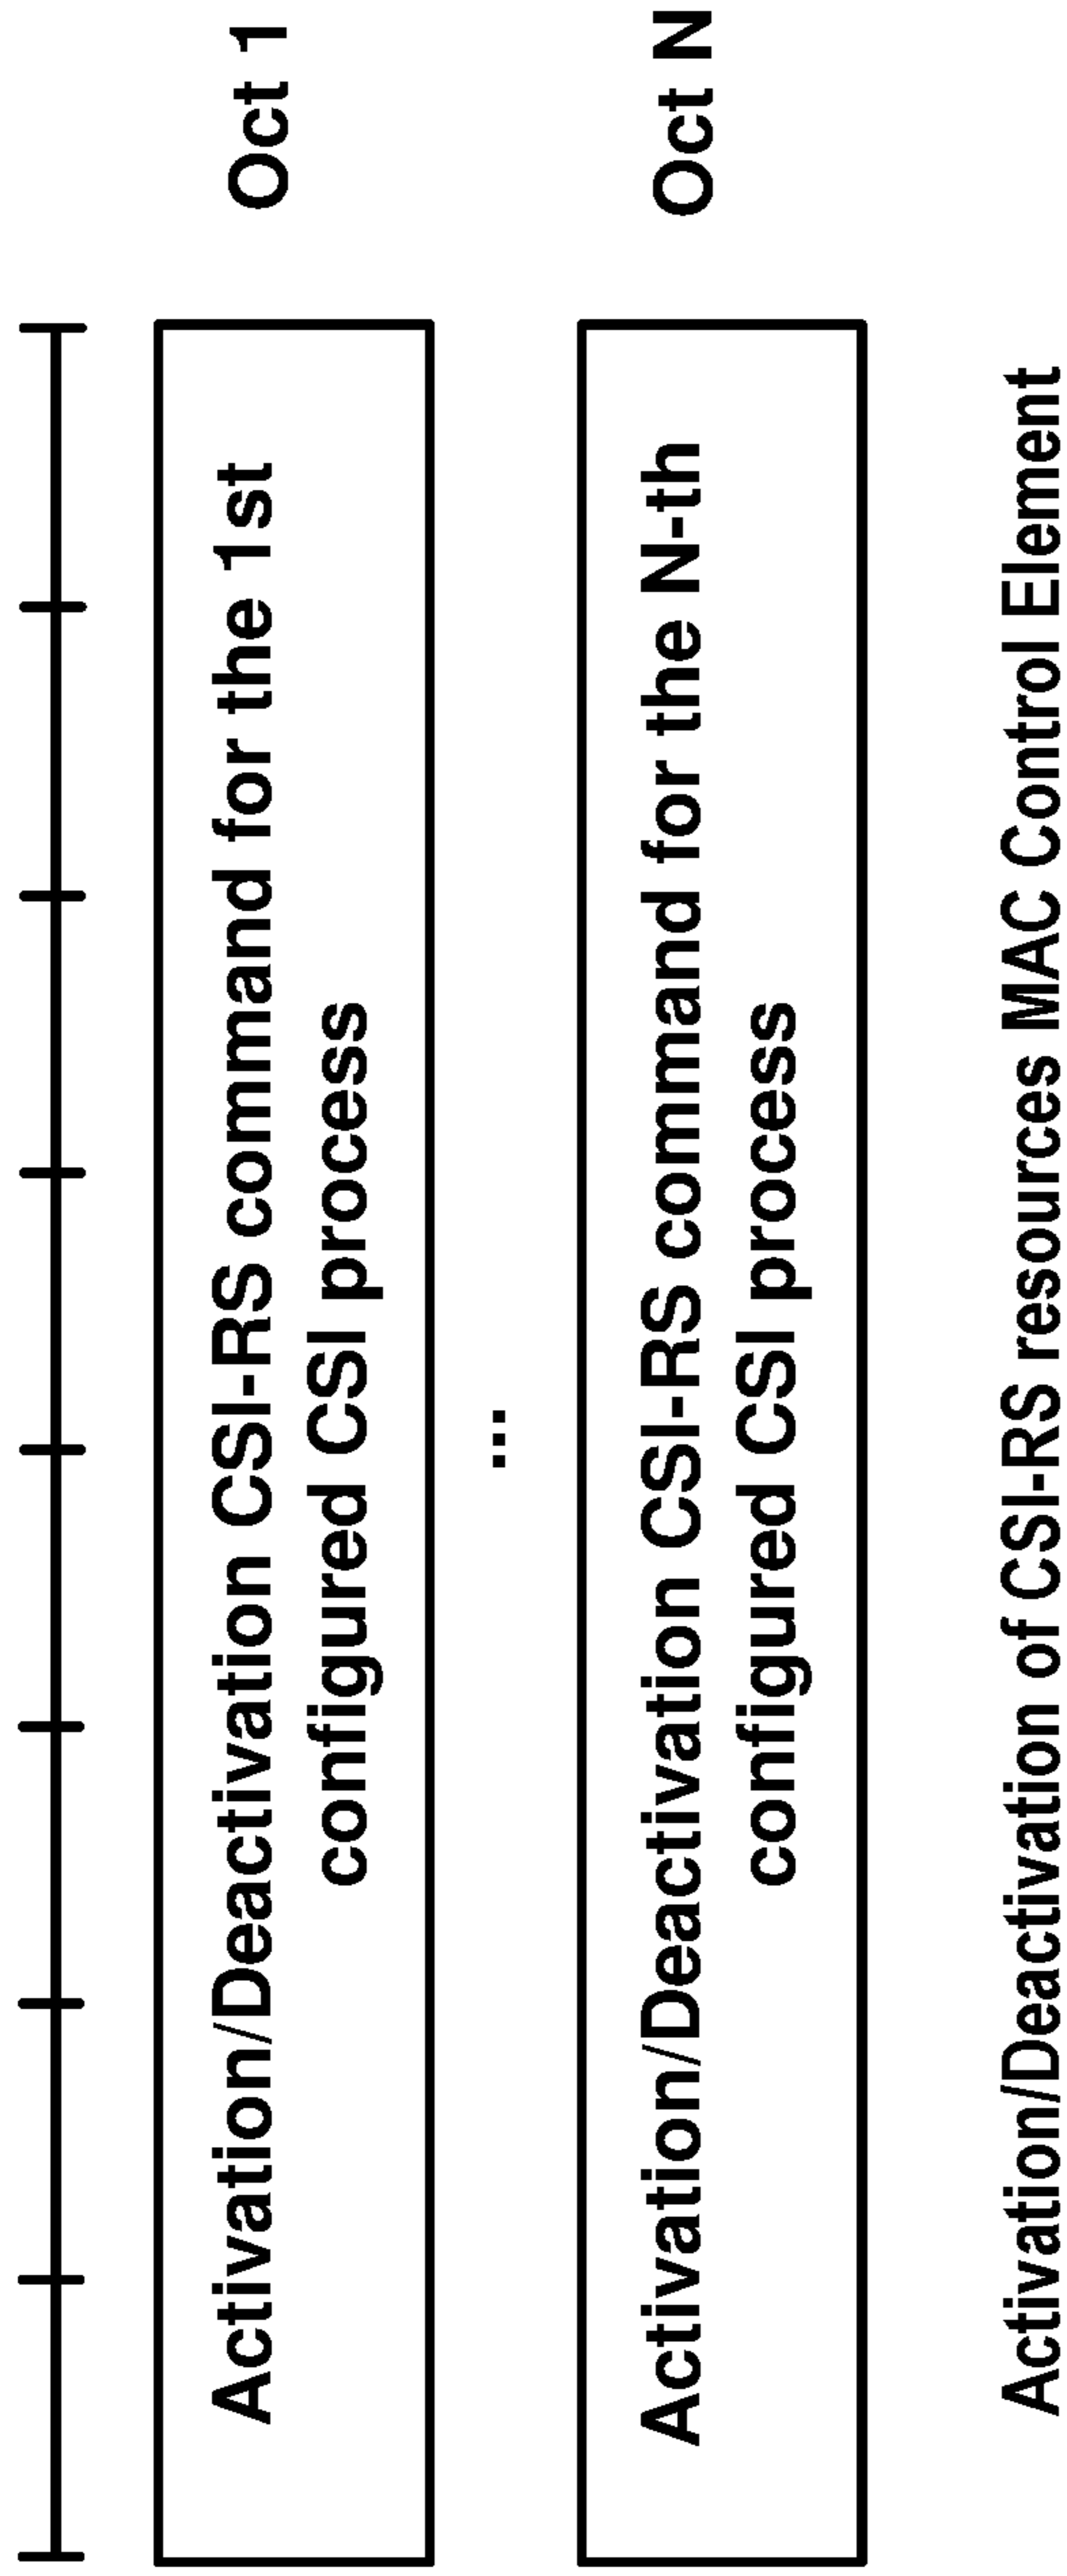 Activation/Deactivation CSI-RS command for the 1st
configured CSI process
Oct 1
...
Activation/Deactivation CSI-RS command for the N-th
configured CSI process
Oct N
Activation/Deactivation of CSI-RS resources MAC Control Element